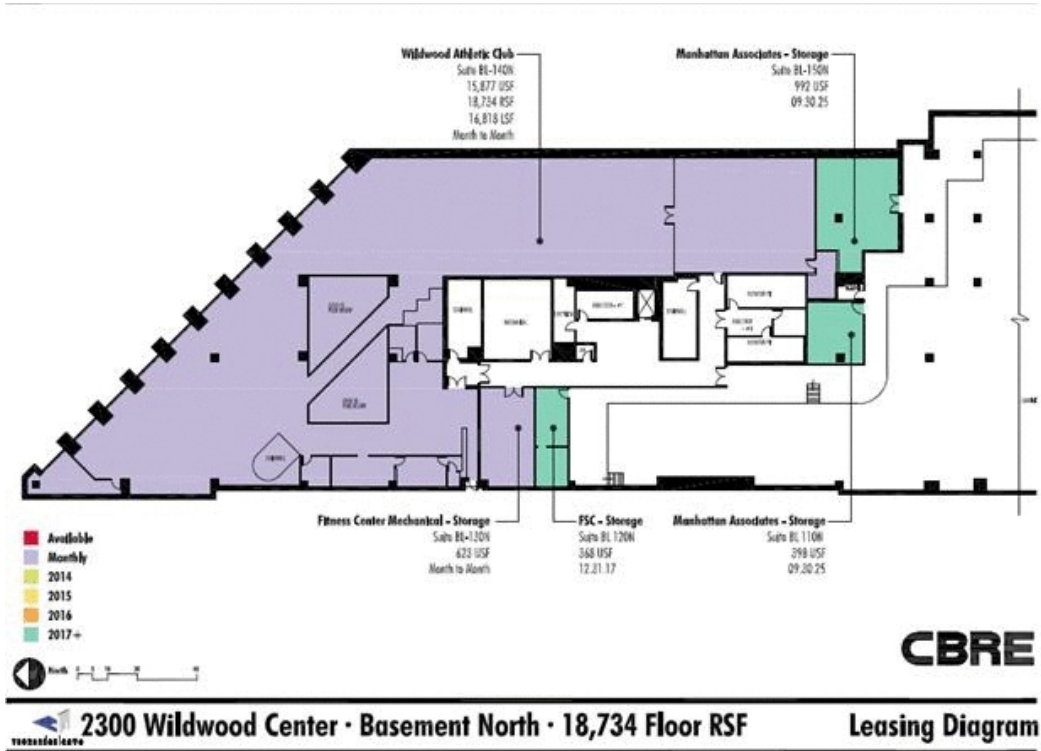 Wildwood Athletic Club
Suite BL-140N
15,877 USF
18,734 RSF
16,818 LSF
Month to Month
Manhattan Associates - Storage
Suite BL-150N
992 USF
09.30.25
Fitness Center Mechanical - Storage
Suite BL-130N
623 USF
Month to Month
FSC - Storage
Suite BL 120N
368 USF
12.31.17
Manhattan Associates - Storage
Suite BL 110N
398 USF
09.30.25
Available
Monthly
2014
2015
2016
2017+
North
CBRE
2300 Wildwood Center · Basement North · 18,734 Floor RSF
Leasing Diagram